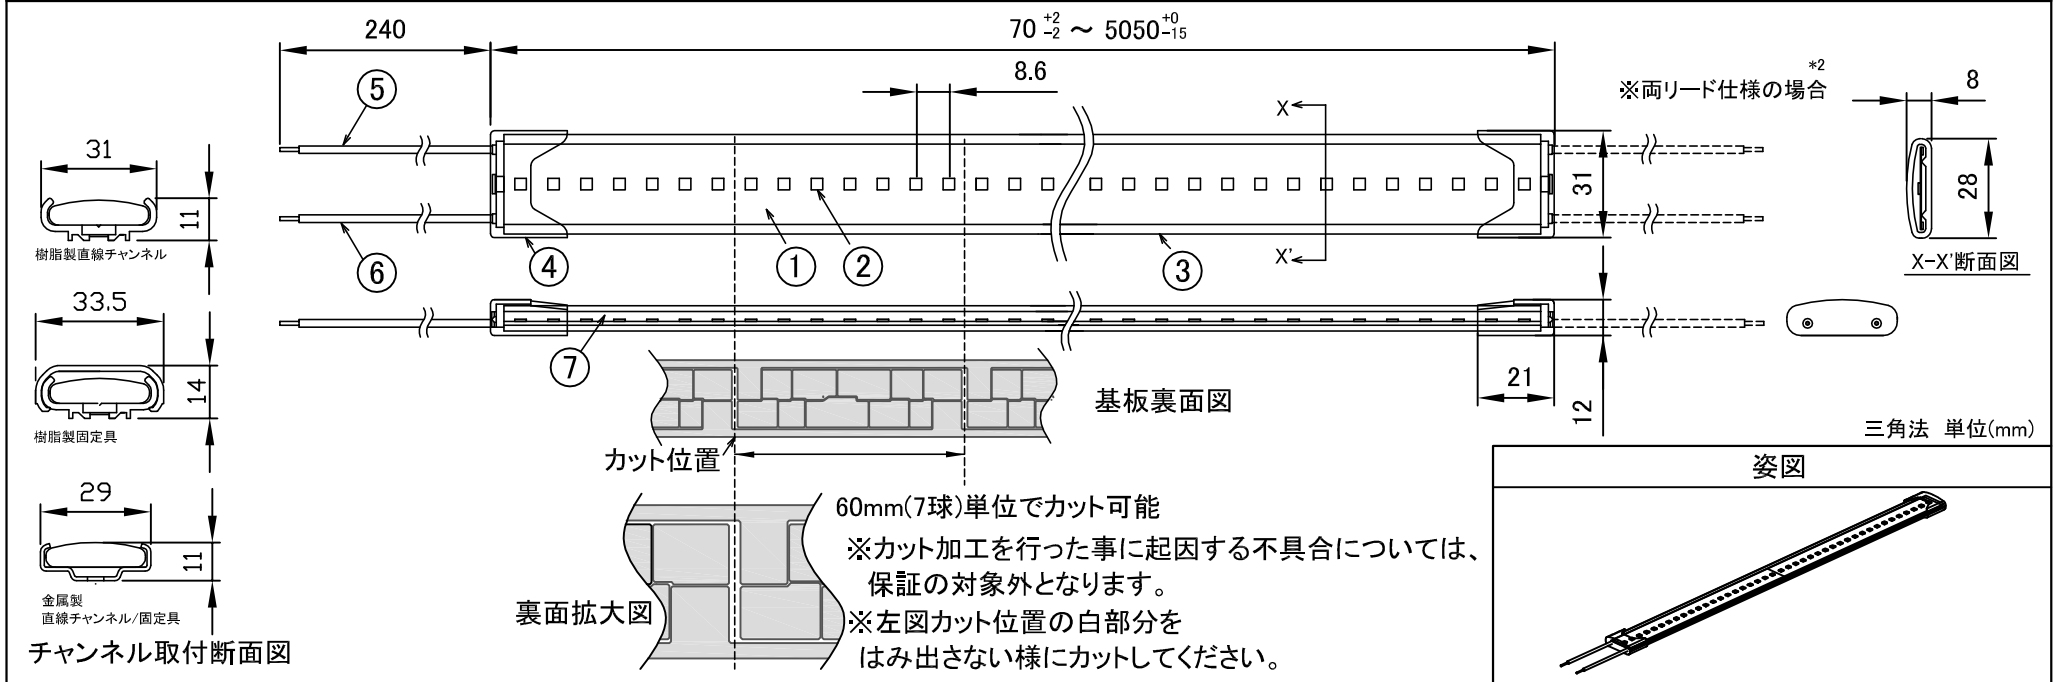 240
70 +2 -2 ～ 5050 +0 -15
8.6
※両リード仕様の場合 *2
8
⑤
X
31
11
樹脂製直線チャンネル
31
28
⑥
④
①
②
X'
③
X-X'断面図
33.5
14
樹脂製固定具
⑦
基板裏面図
21
12
カット位置
三角法 単位(mm)
姿図
29
11
金属製
直線チャンネル/固定具
チャンネル取付断面図
裏面拡大図
60mm(7球)単位でカット可能
※カット加工を行った事に起因する不具合については、
保証の対象外となります。
※左図カット位置の白部分を
はみ出さない様にカットしてください。